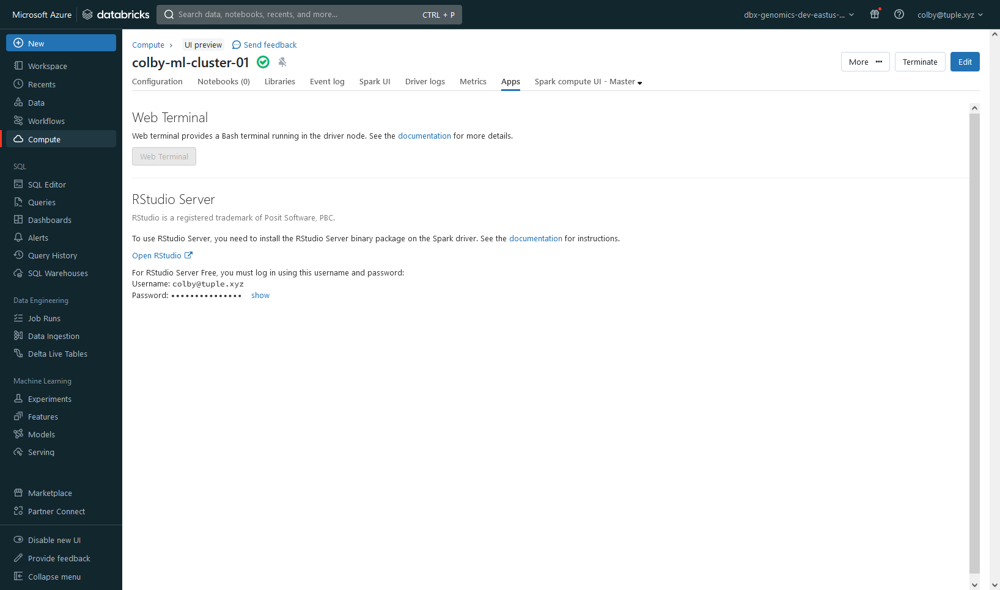 Microsoft Azure
databricks
Search data, notebooks, recents, and more...
CTRL + P
dbx-genomics-dev-eastus-...
colby@tuple.xyz
New
Workspace
Recents
Data
Workflows
Compute
SQL
SQL Editor
Queries
Dashboards
Alerts
Query History
SQL Warehouses
Data Engineering
Job Runs
Data Ingestion
Delta Live Tables
Machine Learning
Experiments
Features
Models
Serving
Marketplace
Partner Connect
Disable new UI
Provide feedback
Collapse menu
Compute › UI preview Send feedback
colby-ml-cluster-01
More ··· Terminate Edit
Configuration Notebooks (0) Libraries Event log Spark UI Driver logs Metrics Apps Spark compute UI - Master
Web Terminal
Web terminal provides a Bash terminal running in the driver node. See the documentation for more details.
Web Terminal
RStudio Server
RStudio is a registered trademark of Posit Software, PBC.
To use RStudio Server, you need to install the RStudio Server binary package on the Spark driver. See the documentation for instructions.
Open RStudio
For RStudio Server Free, you must log in using this username and password:
Username: colby@tuple.xyz
Password: ••••••••••••••• show